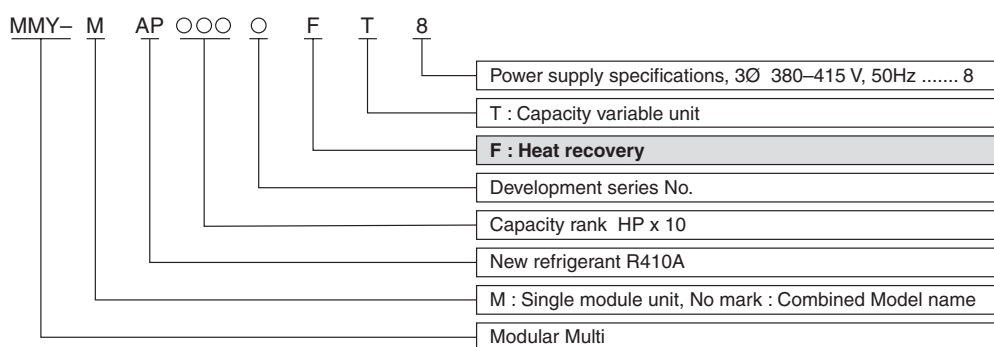 MMY– M AP ○○○ ○ F T 8
Power supply specifications, 3Ø 380–415 V, 50Hz ....... 8
T : Capacity variable unit
F : Heat recovery
Development series No.
Capacity rank HP x 10
New refrigerant R410A
M : Single module unit, No mark : Combined Model name
Modular Multi